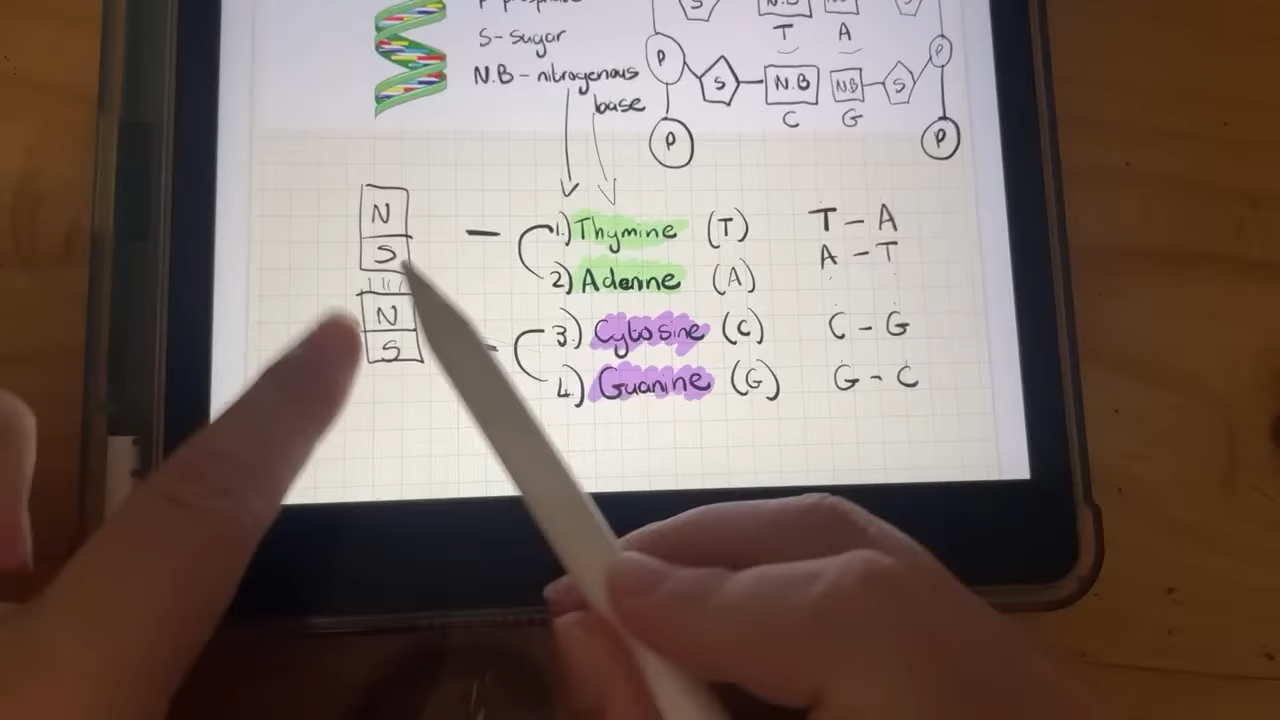 S-sugar
N.B-nitrogenous
base
S
N.B
S
T
A
P
S
N.B
N.B
S
P
C
G
P
P
N
S
N
S
1.) Thymine (T) T-A
A-T
2) Adenine (A)
3.) Cytosine (C) C-G
4.) Guanine (G) G-C